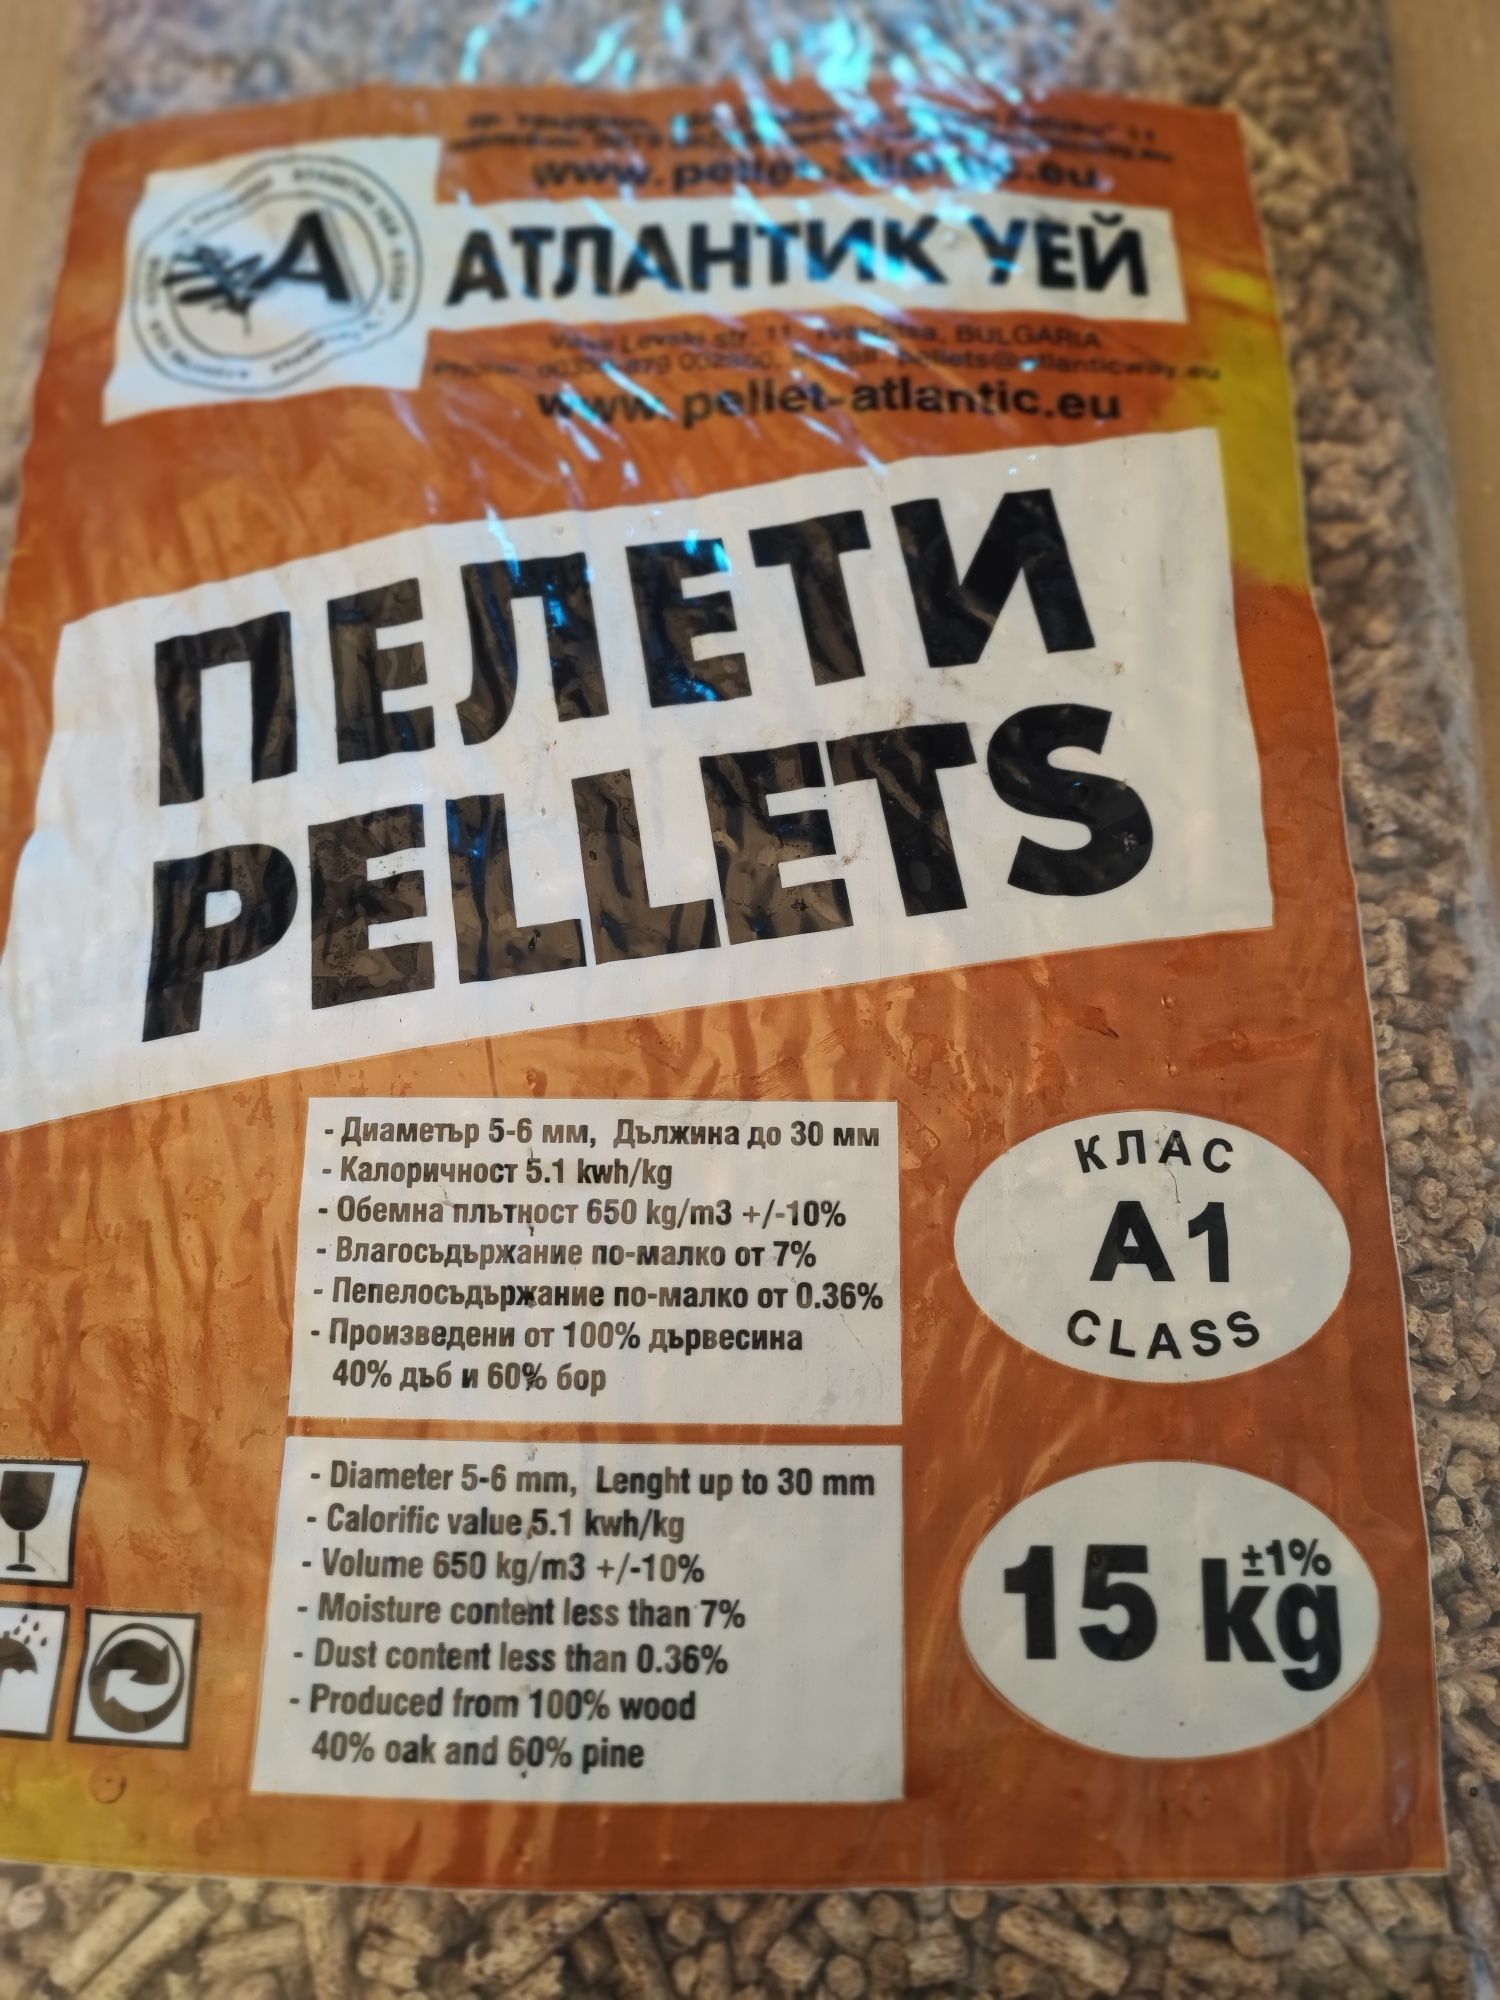 www.pellet-atlantic.eu
АТЛАНТИК УЕЙ
A
str. 11, BULGARIA
www.pellet-atlantic.eu
ПЕЛЕТИ
PELLETS
- Диаметър 5-6 мм, Дължина до 30 мм
- Калоричност 5.1 kwh/kg
- Обемна плътност 650 kg/m3 +/-10%
- Влагосъдържание по-малко от 7%
- Пепелосъдържание по-малко от 0.36%
- Произведени от 100% дървесина
40% дъб и 60% бор
КЛАС
A1
CLASS
- Diameter 5-6 mm, Lenght up to 30 mm
- Calorific value 5.1 kwh/kg
- Volume 650 kg/m3 +/-10%
- Moisture content less than 7%
- Dust content less than 0.36%
- Produced from 100% wood
40% oak and 60% pine
15 kg ±1%